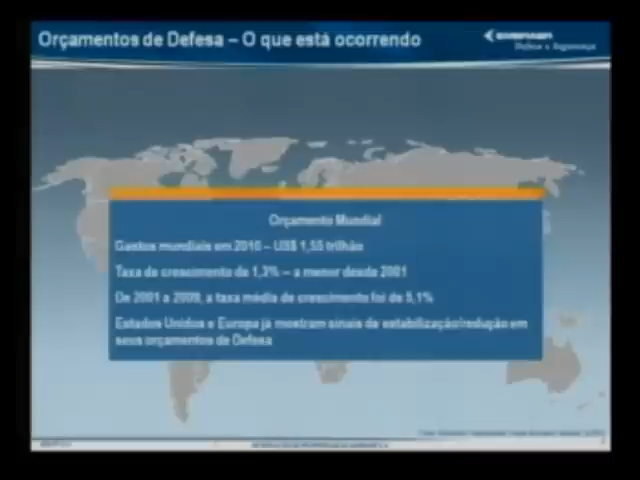 Orçamentos de Defesa – O que está ocorrendo
EMBRAER
Defesa e Segurança
Orçamento Mundial
Gastos mundiais em 2010 – US$ 1,55 trilhão
Taxa de crescimento de 1,3% – a menor desde 2001
De 2001 a 2009, a taxa média de crescimento foi de 5,1%
Estados Unidos e Europa já mostram sinais de estabilização/redução em
seus orçamentos de Defesa